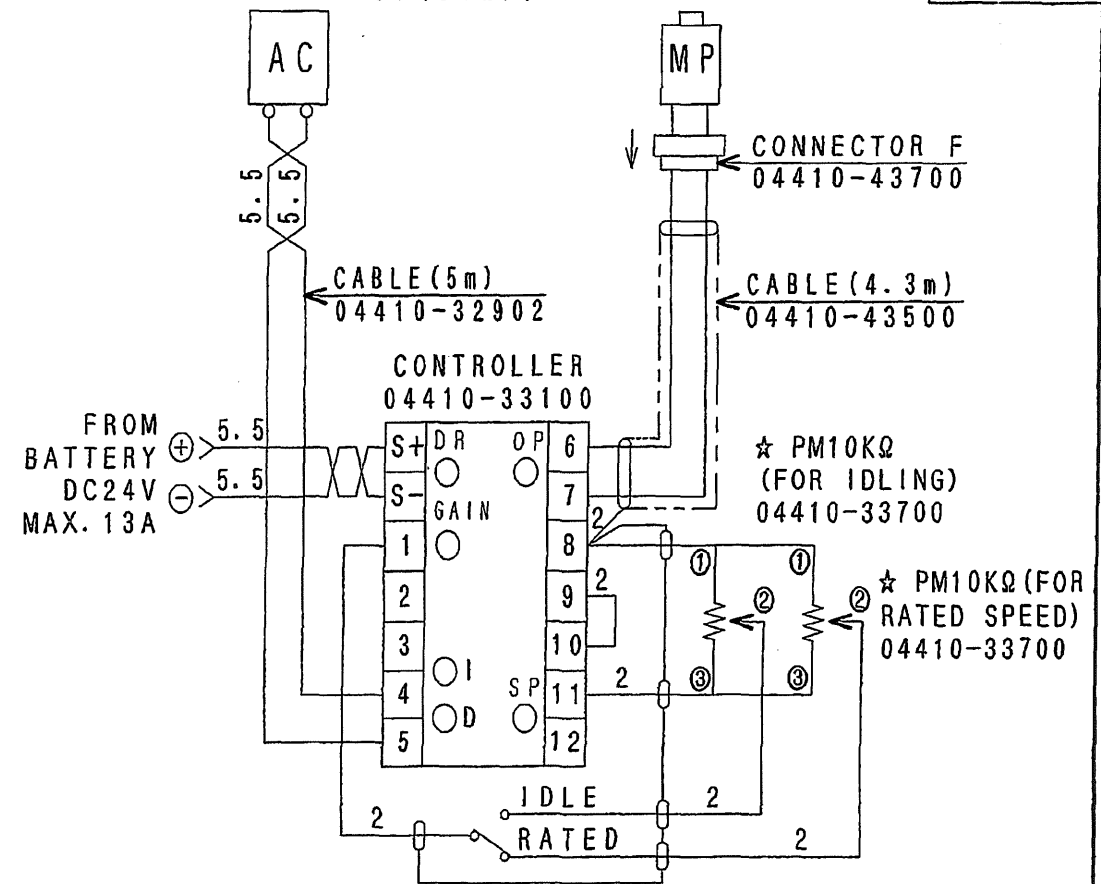 AC
MP
CONNECTOR F
04410-43700
5.5
5.5
CABLE(5m)
04410-32902
CABLE(4.3m)
04410-43500
CONTROLLER
04410-33100
FROM
BATTERY
DC24V
MAX. 13A
⊕
5.5
⊖
5.5
S+
S-
1
2
3
4
5
DR
OP
GAIN
I
D
SP
6
7
8
9
10
11
12
2
2
2
☆ PM10KΩ
(FOR IDLING)
04410-33700
①
②
③
①
②
③
☆ PM10KΩ(FOR
RATED SPEED)
04410-33700
IDLE
2
2
RATED
2